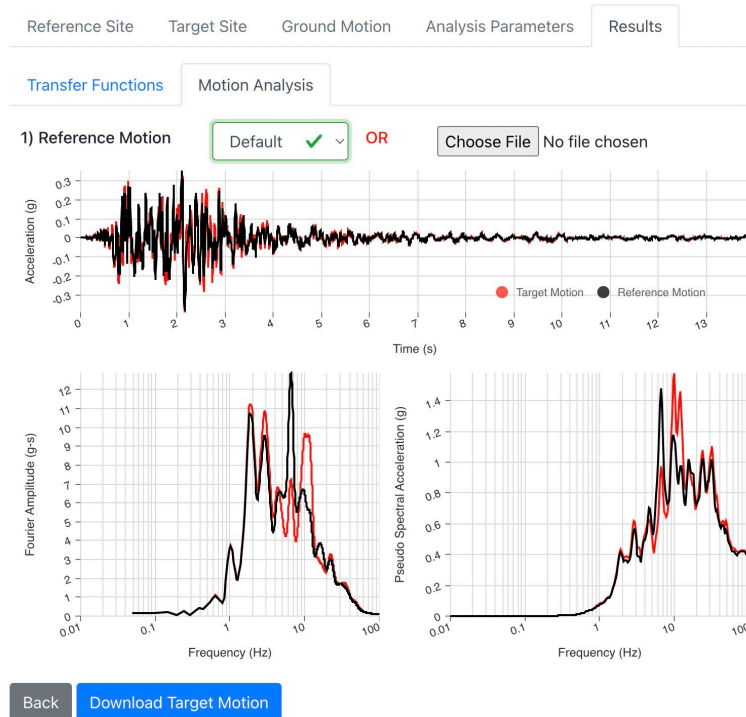 Reference Site Target Site Ground Motion Analysis Parameters Results
Transfer Functions Motion Analysis
1) Reference Motion Default OR Choose File No file chosen
Acceleration (g)
0.3
0.2
0.1
0
-0.1
-0.2
-0.3
Target Motion Reference Motion
0 1 2 3 4 5 6 7 8 9 10 11 12 13
Time (s)
Fourier Amplitude (g-s)
12
11
10
9
8
7
6
5
4
3
2
1
0
0.01 0.1 1 10 100
Frequency (Hz)
Pseudo Spectral Acceleration (g)
1.4
1.2
1
0.8
0.6
0.4
0.2
0
0.01 0.1 1 10 100
Frequency (Hz)
Back Download Target Motion